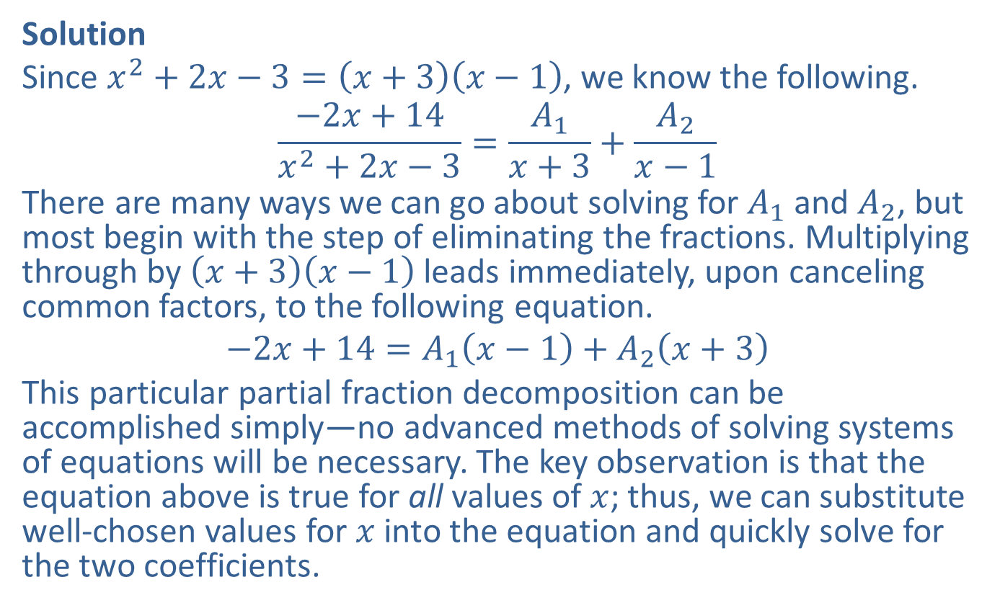 Solution
Since $x^2 + 2x - 3 = (x + 3)(x - 1)$, we know the following.
$\frac{-2x + 14}{x^2 + 2x - 3} = \frac{A_1}{x + 3} + \frac{A_2}{x - 1}$
There are many ways we can go about solving for $A_1$ and $A_2$, but
most begin with the step of eliminating the fractions. Multiplying
through by $(x + 3)(x - 1)$ leads immediately, upon canceling
common factors, to the following equation.
$-2x + 14 = A_1(x - 1) + A_2(x + 3)$
This particular partial fraction decomposition can be
accomplished simply—no advanced methods of solving systems
of equations will be necessary. The key observation is that the
equation above is true for all values of $x$; thus, we can substitute
well-chosen values for $x$ into the equation and quickly solve for
the two coefficients.